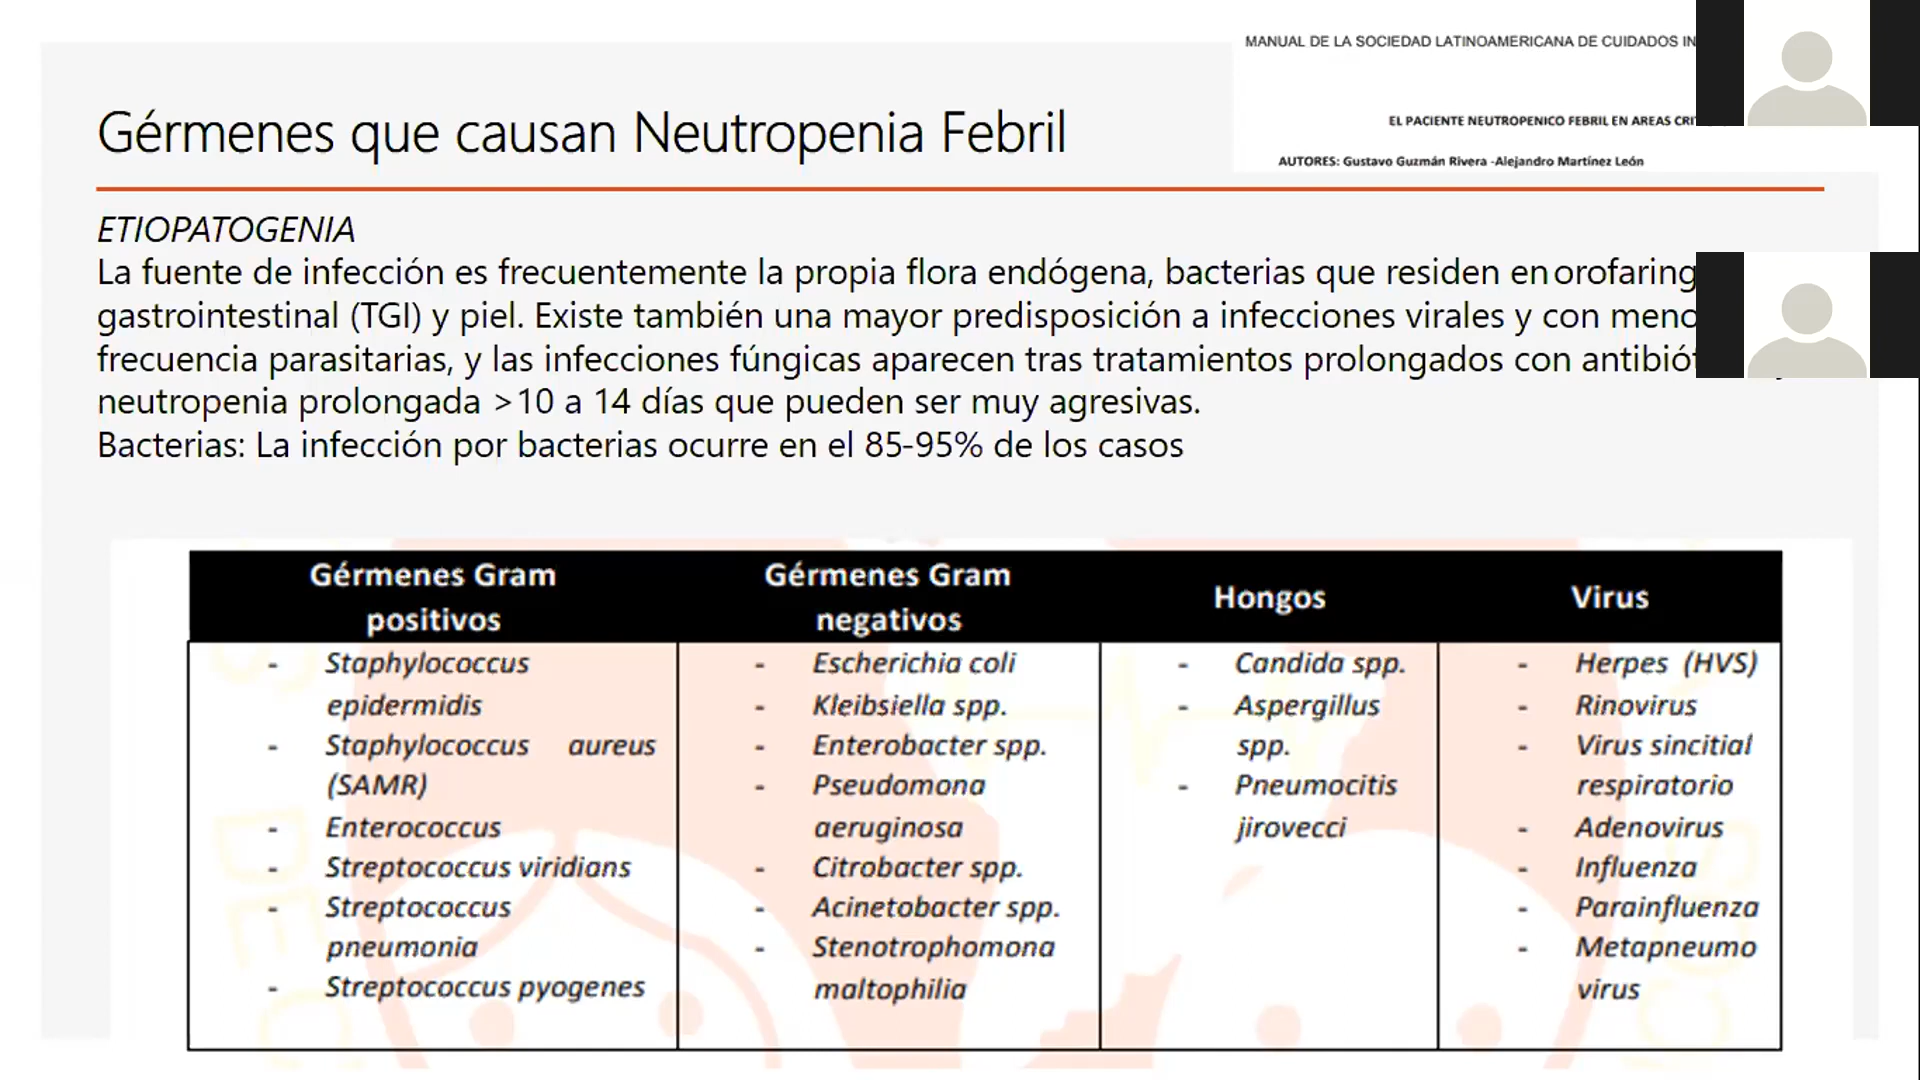 MANUAL DE LA SOCIEDAD LATINOAMERICANA DE CUIDADOS
EL PACIENTE NEUTROPENICO FEBRIL EN AREAS
AUTORES: Gustavo Guzmán Rivera -Alejandro Martínez León
Gérmenes que causan Neutropenia Febril
ETIOPATOGENIA
La fuente de infección es frecuentemente la propia flora endógena, bacterias que residen en
gastrointestinal (TGI) y piel. Existe también una mayor predisposición a infecciones virales y con
frecuencia parasitarias, y las infecciones fúngicas aparecen tras tratamientos prolongados con
neutropenia prolongada >10 a 14 días que pueden ser muy agresivas.
Bacterias: La infección por bacterias ocurre en el 85-95% de los casos
Gérmenes Gram
positivos
- Staphylococcus
epidermidis
- Staphylococcus aureus
(SAMR)
- Enterococcus
- Streptococcus viridians
- Streptococcus
pneumonia
- Streptococcus pyogenes
Gérmenes Gram
negativos
- Escherichia coli
- Kleibsiella spp.
- Enterobacter spp.
- Pseudomona
aeruginosa
- Citrobacter spp.
- Acinetobacter spp.
- Stenotrophomona
maltophilia
Hongos
- Candida spp.
- Aspergillus
spp.
- Pneumocitis
jirovecci
Virus
- Herpes (HVS)
- Rinovirus
- Virus sincitial
respiratorio
- Adenovirus
- Influenza
- Parainfluenza
- Metapneumo
virus